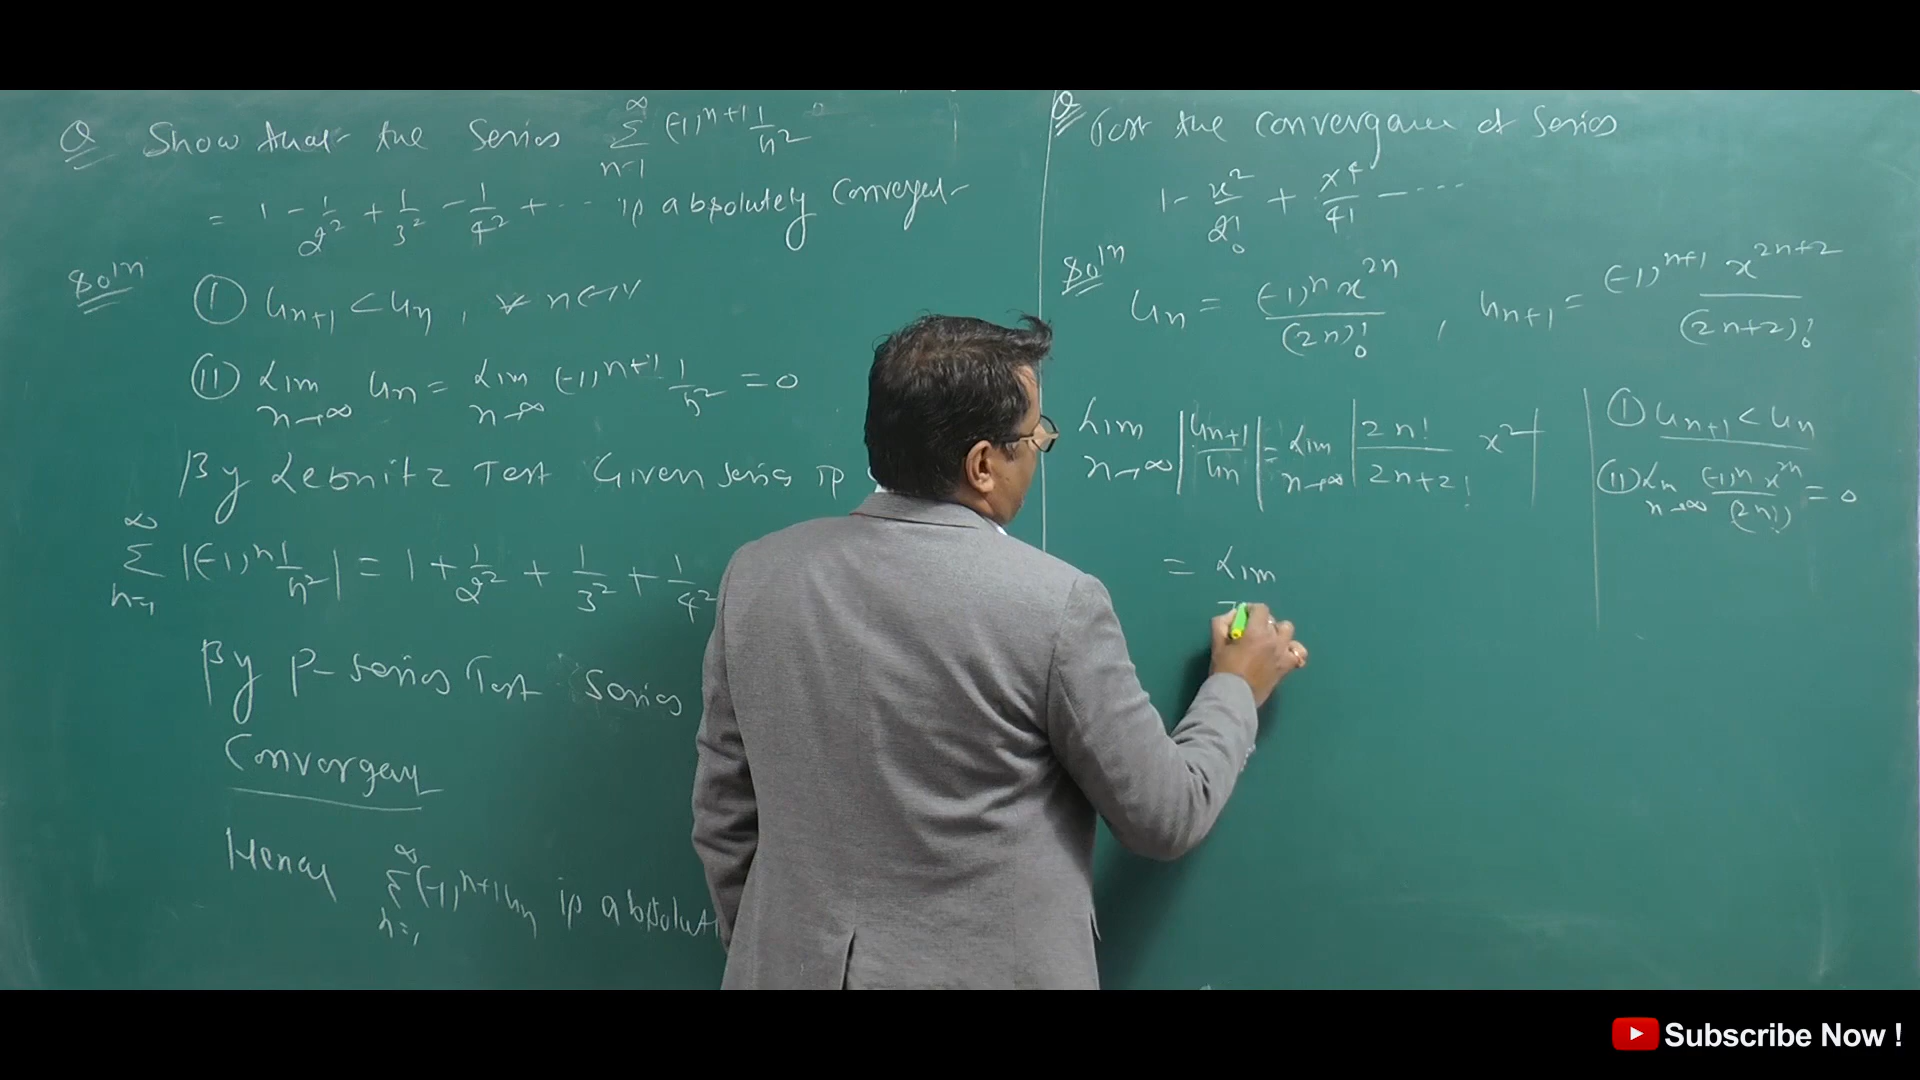 Q Show that the Series ∑_{n=1}^{∞} (-1)^{n+1} 1/n²
= 1 - 1/2² + 1/3² - 1/4² + ... is absolutely Convergent
Solⁿ
(I) u_{n+1} < u_n, ∀ n ∈ N
(II) Lim_{n→∞} u_n = Lim_{n→∞} (-1)^{n+1} 1/n² = 0
By Lebnitz Test Given series is
∑_{n=1}^{∞} |(-1)^n 1/n²| = 1 + 1/2² + 1/3² + 1/4²
By P-series Test Series
Convergent
Hence ∑_{n=1}^{∞} (-1)^{n+1} u_n is absolut
Q Test the Convergence of Series
1 - x²/2! + x⁴/4! - ....
Solⁿ
u_n = (-1)^n x^{2n}/(2n)! , u_{n+1} = (-1)^{n+1} x^{2n+2}/(2n+2)!
Lim_{n→∞} |u_{n+1}/u_n| = Lim_{n→∞} |2n!/2n+2! x²|
= Lim
(I) u_{n+1} < u_n
(II) Lim_{n→∞} (-1)^n x^{2n}/(2n!) = 0
Subscribe Now !